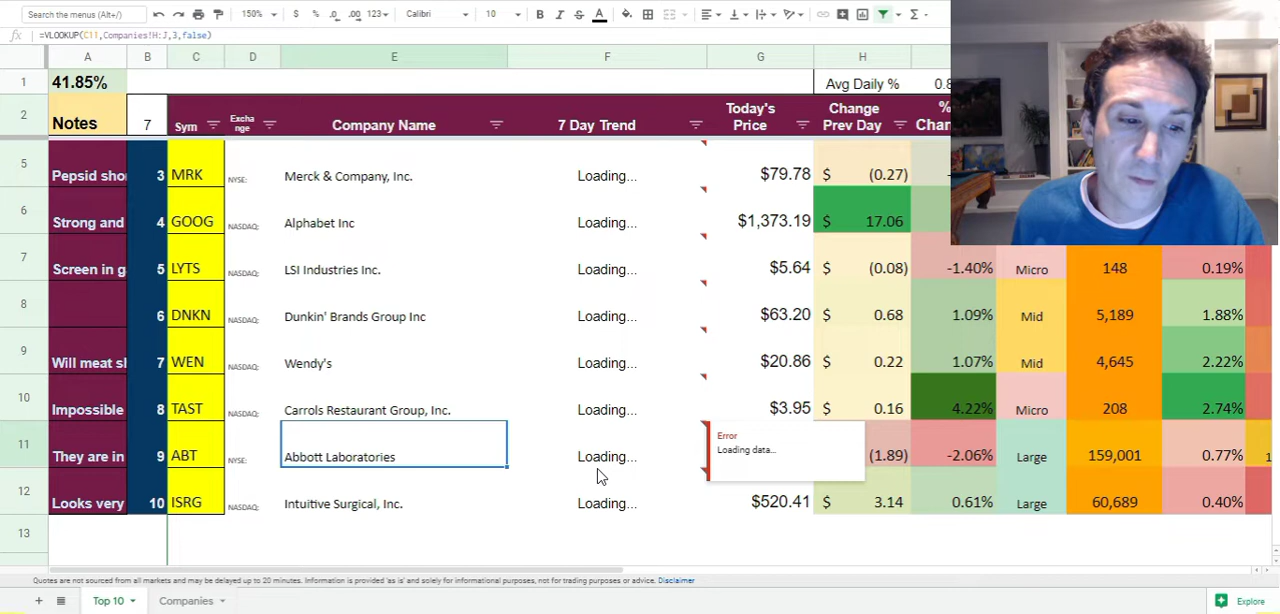 Search the menus (Alt+/)
150%
$ % .0 .00 123
Calibri
10
B I S A
fx =VLOOKUP(C11,Companies!H:J,3,false)
A B C D E F G H
1 41.85% Avg Daily %
2 Notes 7 Sym Excha nge Company Name 7 Day Trend Today's Price Change Prev Day
5 Pepsid sho 3 MRK NYSE: Merck & Company, Inc. Loading... $79.78 $ (0.27)
6 Strong and 4 GOOG NASDAQ: Alphabet Inc Loading... $1,373.19 $ 17.06
7 Screen in g 5 LYTS NASDAQ: LSI Industries Inc. Loading... $5.64 $ (0.08) -1.40% Micro 148 0.19%
8 6 DNKN NASDAQ: Dunkin' Brands Group Inc Loading... $63.20 $ 0.68 1.09% Mid 5,189 1.88%
9 Will meat sl 7 WEN NASDAQ: Wendy's Loading... $20.86 $ 0.22 1.07% Mid 4,645 2.22%
10 Impossible 8 TAST NASDAQ: Carrols Restaurant Group, Inc. Loading... $3.95 $ 0.16 4.22% Micro 208 2.74%
Error
11 They are in 9 ABT NYSE: Abbott Laboratories Loading... Loading data... (1.89) -2.06% Large 159,001 0.77% 1
12 Looks very 10 ISRG NASDAQ: Intuitive Surgical, Inc. Loading... $520.41 $ 3.14 0.61% Large 60,689 0.40%
13
Quotes are not sourced from all markets and may be delayed up to 20 minutes. Information is provided 'as is' and solely for informational purposes, not for trading purposes or advice. Disclaimer
+ Top 10 Companies Explore